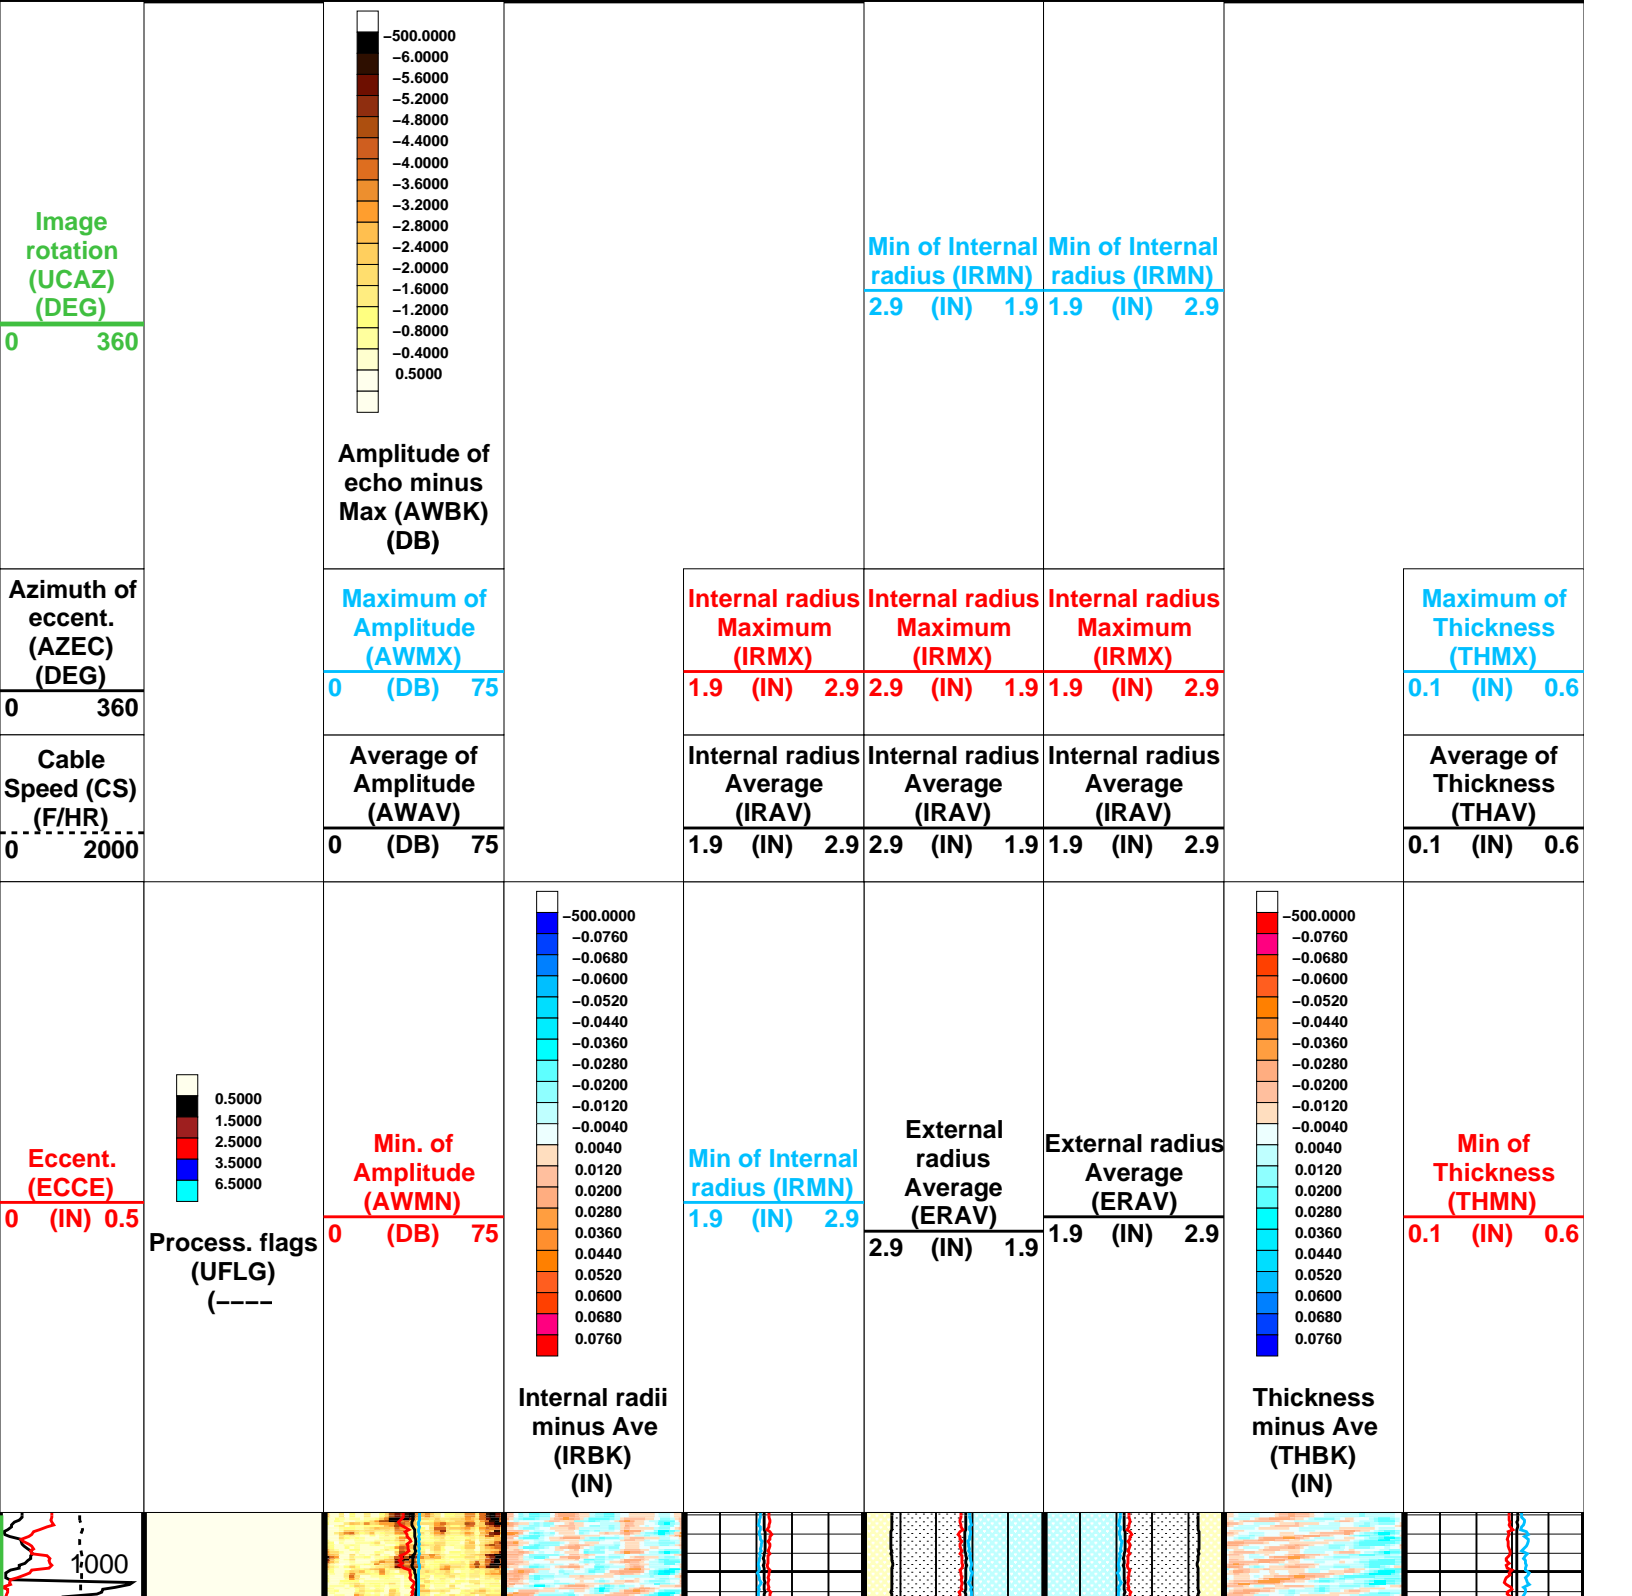 Image
rotation
(UCAZ)
(DEG)
0 360
−500.0000
−6.0000
−5.6000
−5.2000
−4.8000
−4.4000
−4.0000
−3.6000
−3.2000
−2.8000
−2.4000
−2.0000
−1.6000
−1.2000
−0.8000
−0.4000
0.5000
Amplitude of
echo minus
Max (AWBK)
(DB)
Min of Internal
radius (IRMN)
2.9 (IN) 1.9
Min of Internal
radius (IRMN)
1.9 (IN) 2.9
Azimuth of
eccent.
(AZEC)
(DEG)
0 360
Maximum of
Amplitude
(AWMX)
0 (DB) 75
Internal radius
Maximum
(IRMX)
1.9 (IN) 2.9
Internal radius
Maximum
(IRMX)
2.9 (IN) 1.9
Internal radius
Maximum
(IRMX)
1.9 (IN) 2.9
Maximum of
Thickness
(THMX)
0.1 (IN) 0.6
Cable
Speed (CS)
(F/HR)
0 2000
Average of
Amplitude
(AWAV)
0 (DB) 75
Internal radius
Average
(IRAV)
1.9 (IN) 2.9
Internal radius
Average
(IRAV)
2.9 (IN) 1.9
Internal radius
Average
(IRAV)
1.9 (IN) 2.9
Average of
Thickness
(THAV)
0.1 (IN) 0.6
Eccent.
(ECCE)
0 (IN) 0.5
0.5000
1.5000
2.5000
3.5000
6.5000
Process. flags
(UFLG)
(−−−−
Min. of
Amplitude
(AWMN)
0 (DB) 75
−500.0000
−0.0760
−0.0680
−0.0600
−0.0520
−0.0440
−0.0360
−0.0280
−0.0200
−0.0120
−0.0040
0.0040
0.0120
0.0200
0.0280
0.0360
0.0440
0.0520
0.0600
0.0680
0.0760
Internal radii
minus Ave
(IRBK)
(IN)
Min of Internal
radius (IRMN)
1.9 (IN) 2.9
External
radius
Average
(ERAV)
2.9 (IN) 1.9
External radius
Average
(ERAV)
1.9 (IN) 2.9
−500.0000
−0.0760
−0.0680
−0.0600
−0.0520
−0.0440
−0.0360
−0.0280
−0.0200
−0.0120
−0.0040
0.0040
0.0120
0.0200
0.0280
0.0360
0.0440
0.0520
0.0600
0.0680
0.0760
Thickness
minus Ave
(THBK)
(IN)
Min of
Thickness
(THMN)
0.1 (IN) 0.6
1000